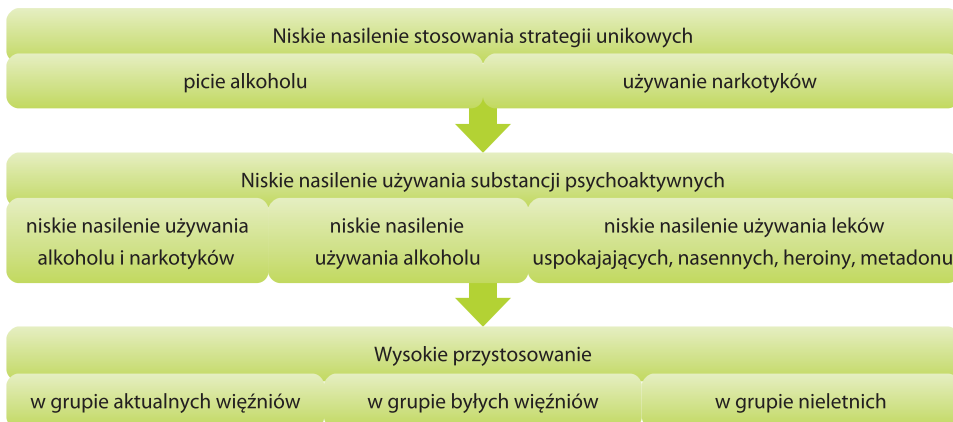 Niskie nasilenie stosowania strategii unikowych
picie alkoholu
używanie narkotyków
Niskie nasilenie używania substancji psychoaktywnych
niskie nasilenie używania
alkoholu i narkotyków
niskie nasilenie
używania alkoholu
niskie nasilenie używania leków
uspokajających, nasennych, heroiny, metadonu
Wysokie przystosowanie
w grupie aktualnych więźniów
w grupie byłych więźniów
w grupie nieletnich